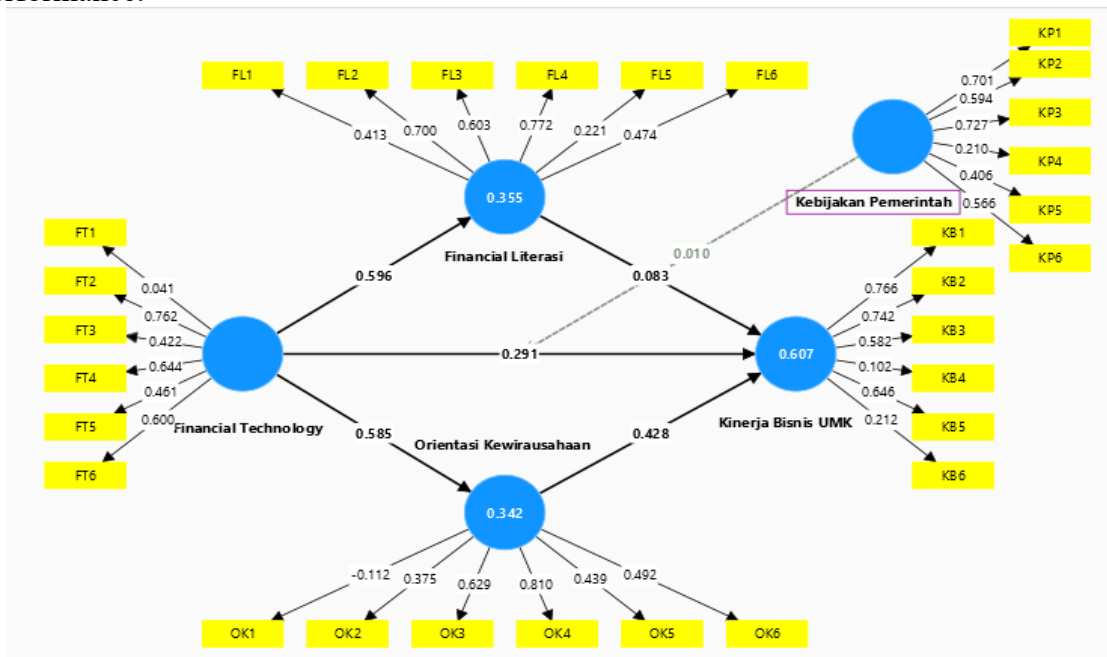 KP1
FL1 FL2 FL3 FL4 FL5 FL6
KP2
0.701
0.594
KP3
0.727
0.413 0.700 0.603 0.772 0.221 0.474
0.210
KP4
0.406
0.355
Kebijakan Pemerintah
0.566
KP5
FT1
KB1
Financial Literasi
0.010
KP6
FT2
0.041
0.596
0.083
0.766
KB2
0.762
0.742
FT3
0.422
0.291
0.607
0.582
KB3
0.644
0.102
FT4
KB4
0.461
0.646
0.600
0.212
FT5
Financial Technology
0.585
Orientasi Kewirausahaan
0.428
Kinerja Bisnis UMK
KB5
FT6
KB6
0.342
-0.112 0.375 0.629 0.810 0.439 0.492
OK1 OK2 OK3 OK4 OK5 OK6